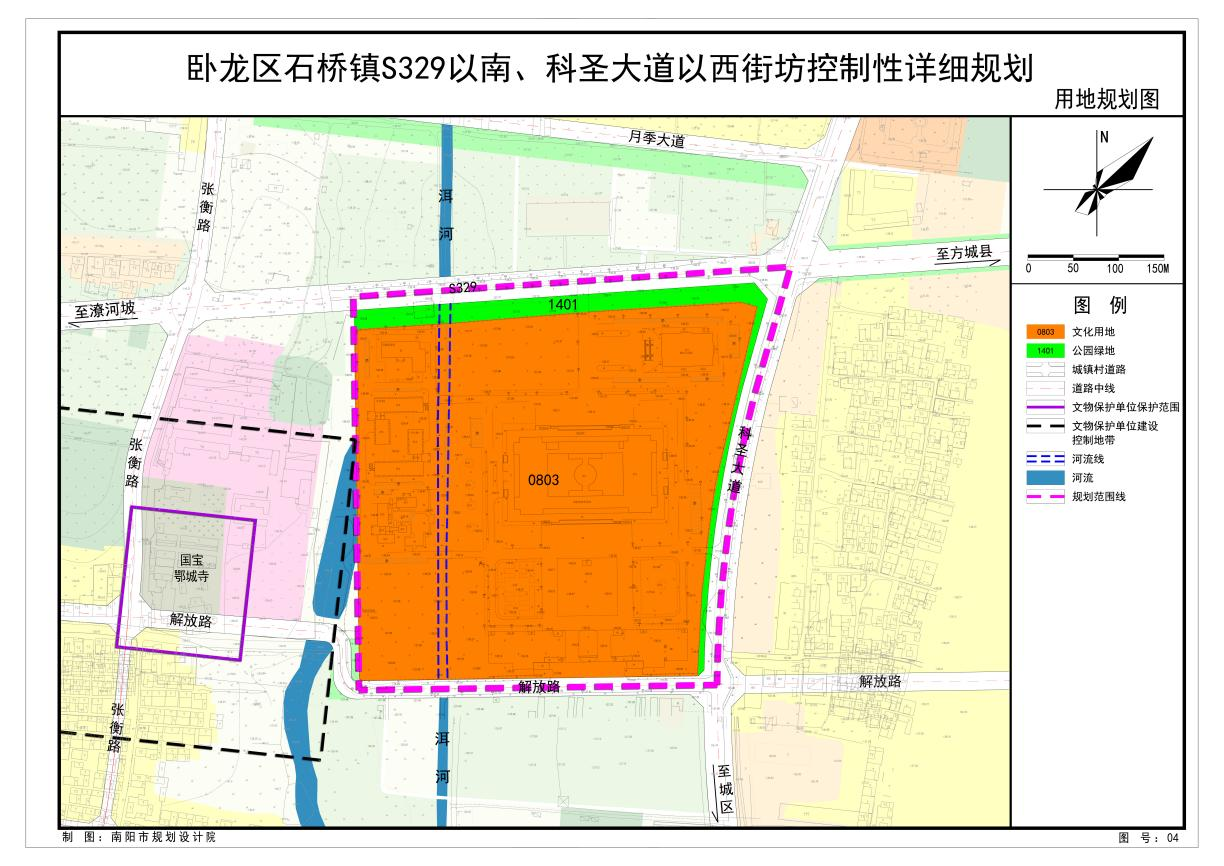 卧龙区石桥镇S329以南、科圣大道以西街坊控制性详细规划
用地规划图
月季大道
张衡路
洱河
至方城县
S329
1401
至潦河坡
科圣大道
张衡路
0803
国宝
鄂城寺
解放路
解放路
解放路
张衡路
洱河
至城区
N
0 50 100 150M
图 例
0803 文化用地
1401 公园绿地
城镇村道路
道路中线
文物保护单位保护范围
文物保护单位建设
控制地带
河流线
河流
规划范围线
制 图：南阳市规划设计院
图 号：04